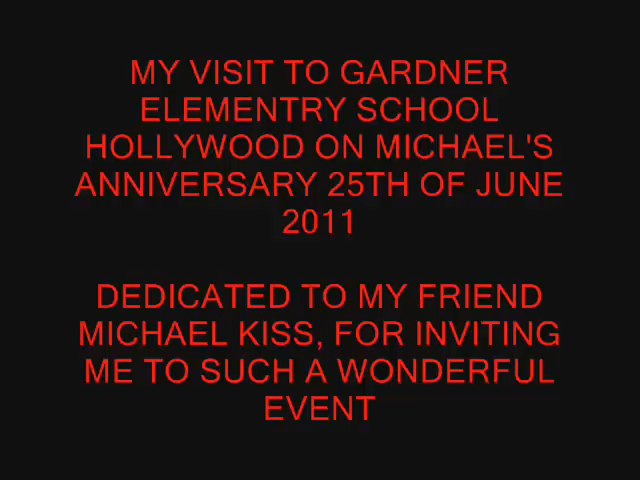 MY VISIT TO GARDNER
ELEMENTRY SCHOOL
HOLLYWOOD ON MICHAEL'S
ANNIVERSARY 25TH OF JUNE
2011
DEDICATED TO MY FRIEND
MICHAEL KISS, FOR INVITING
ME TO SUCH A WONDERFUL
EVENT